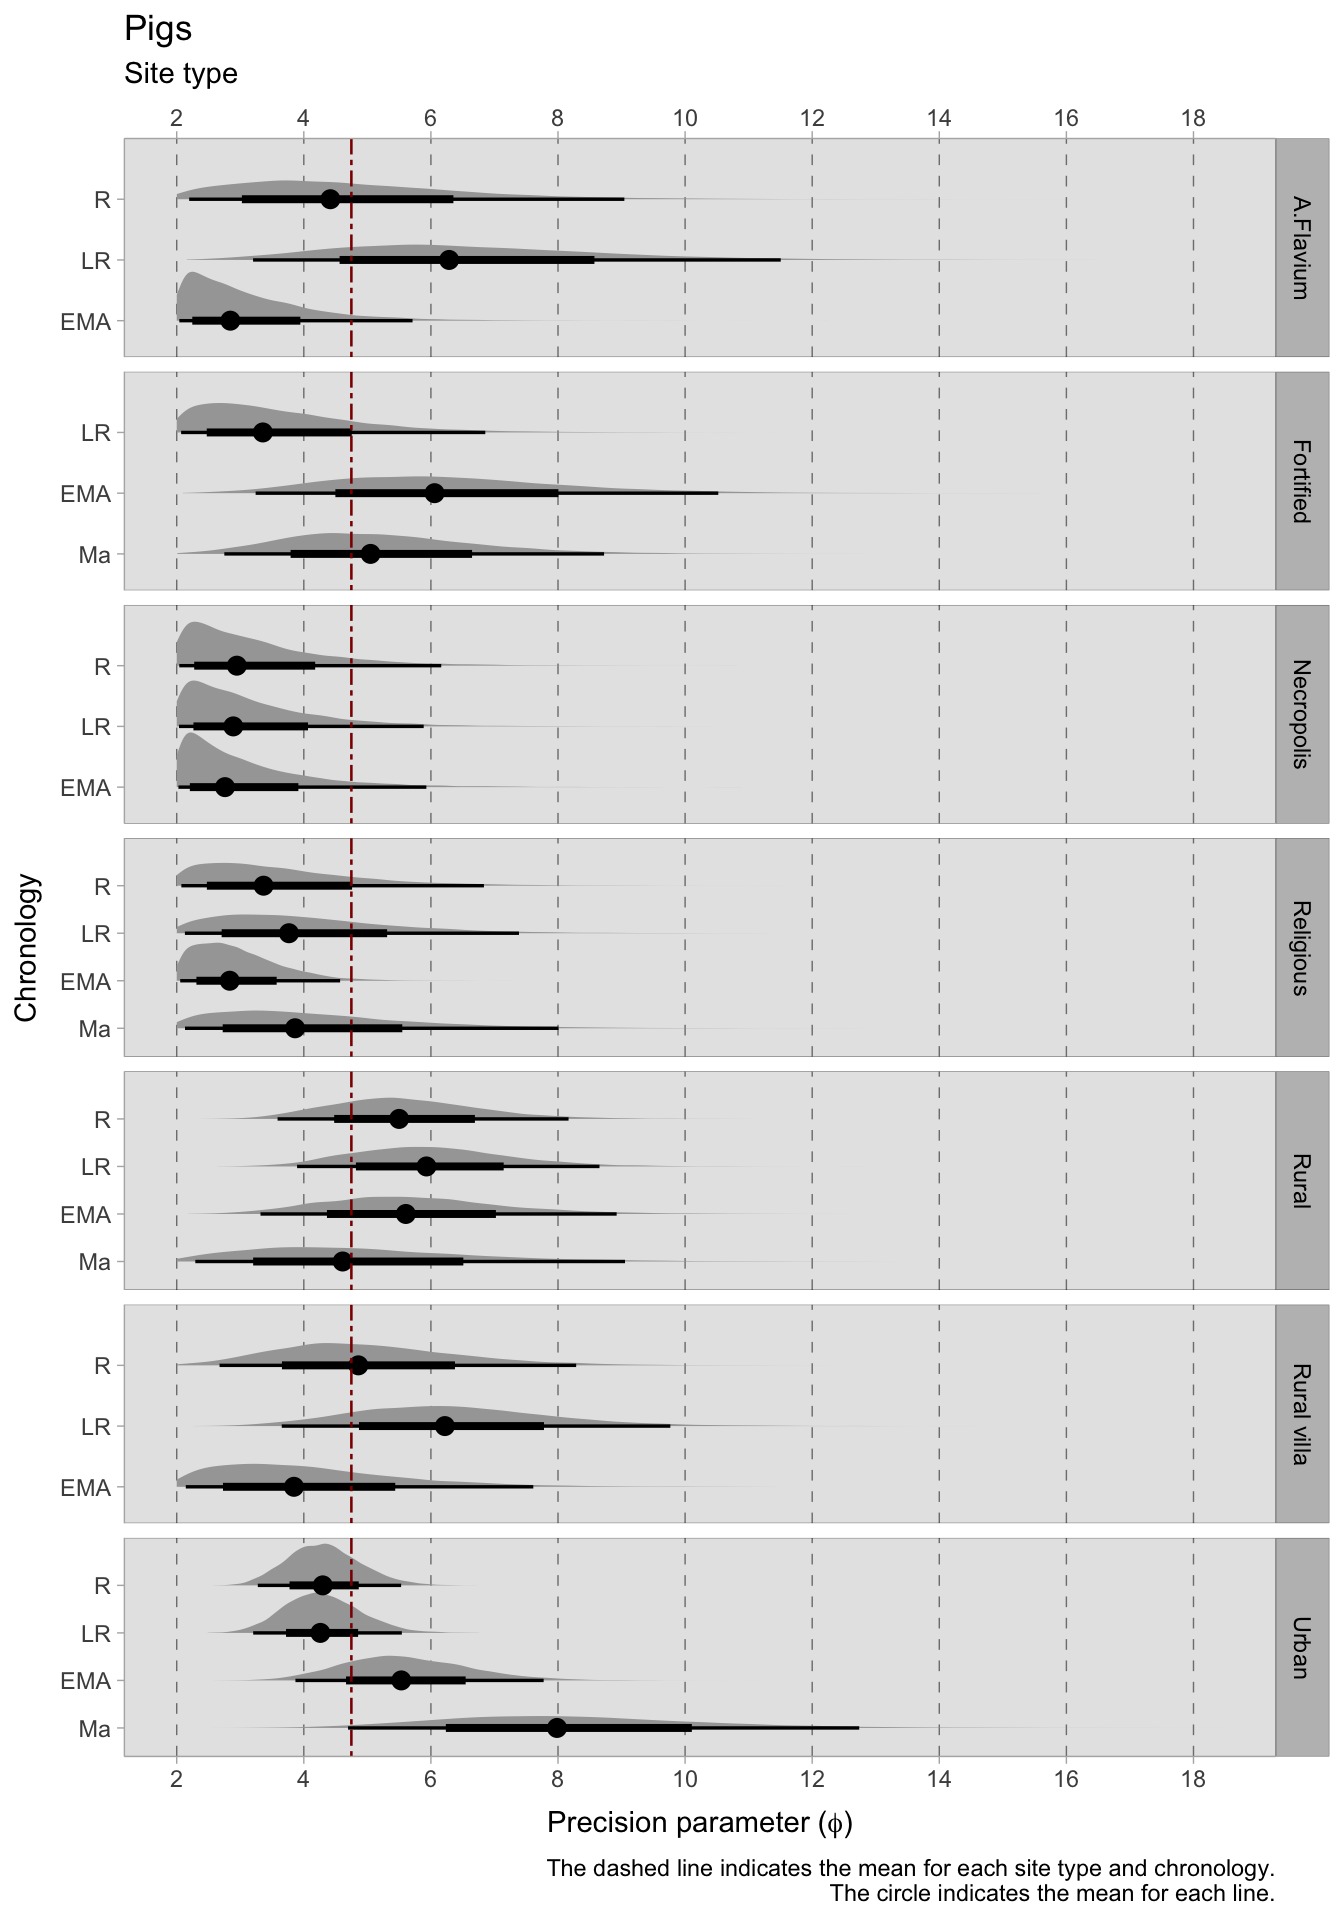 Pigs
Site type
2 4 6 8 10 12 14 16 18
R
LR
EMA
A.Flavium
LR
EMA
Ma
Fortified
R
LR
EMA
Necropolis
Chronology
R
LR
EMA
Ma
Religious
R
LR
EMA
Ma
Rural
R
LR
EMA
Rural villa
R
LR
EMA
Ma
Urban
2 4 6 8 10 12 14 16 18
Precision parameter (ϕ)
The dashed line indicates the mean for each site type and chronology.
The circle indicates the mean for each line.